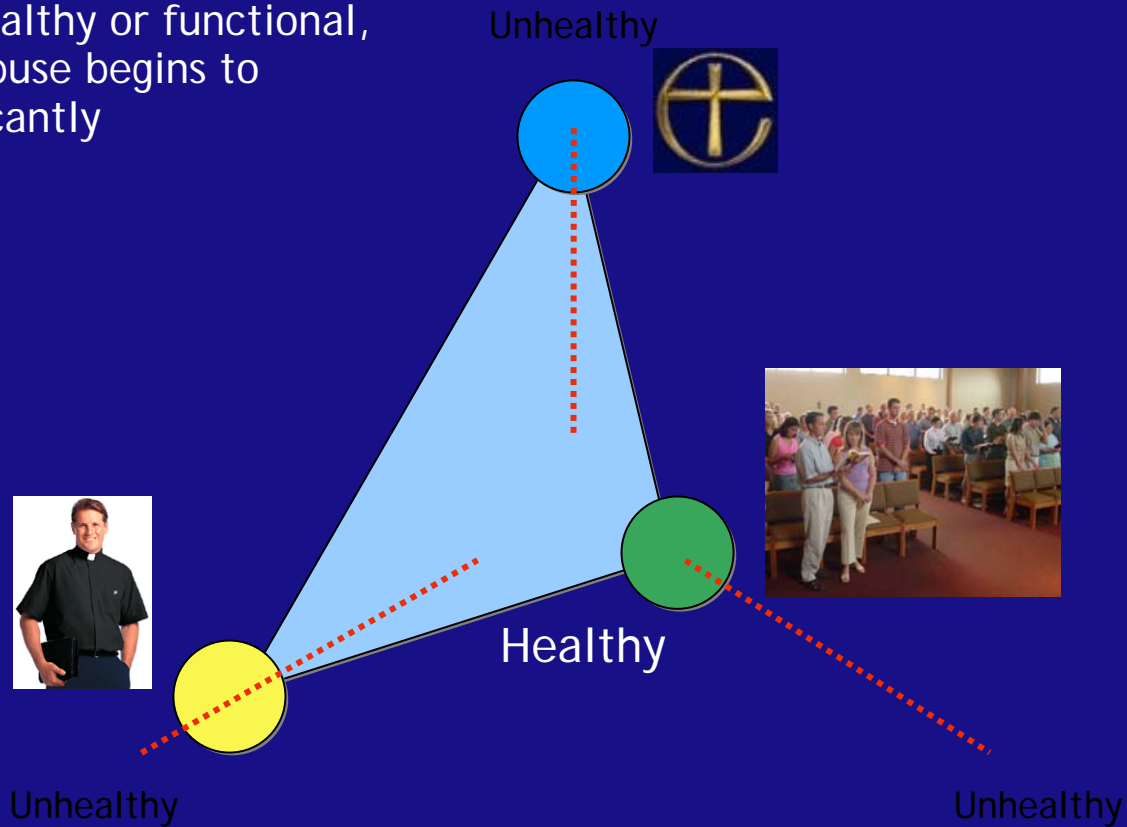 althy or functional,
ouse begins to
cantly
Unhealthy
Healthy
Unhealthy
Unhealthy